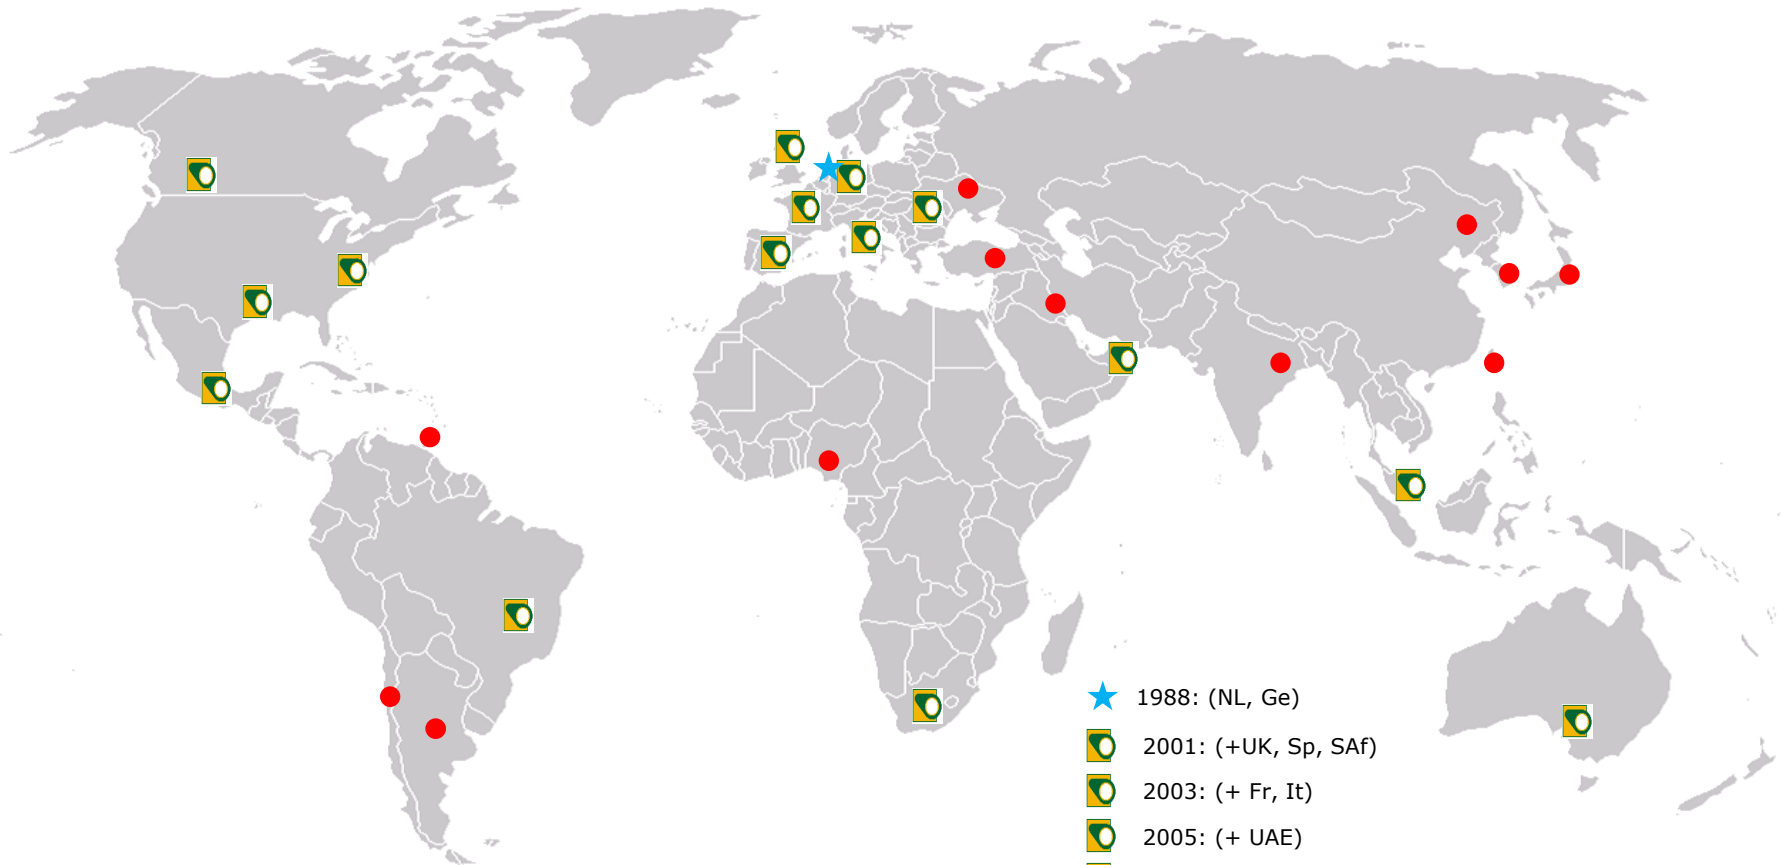 1988: (NL, Ge)
2001: (+UK, Sp, SAf)
2003: (+ Fr, It)
2005: (+ UAE)